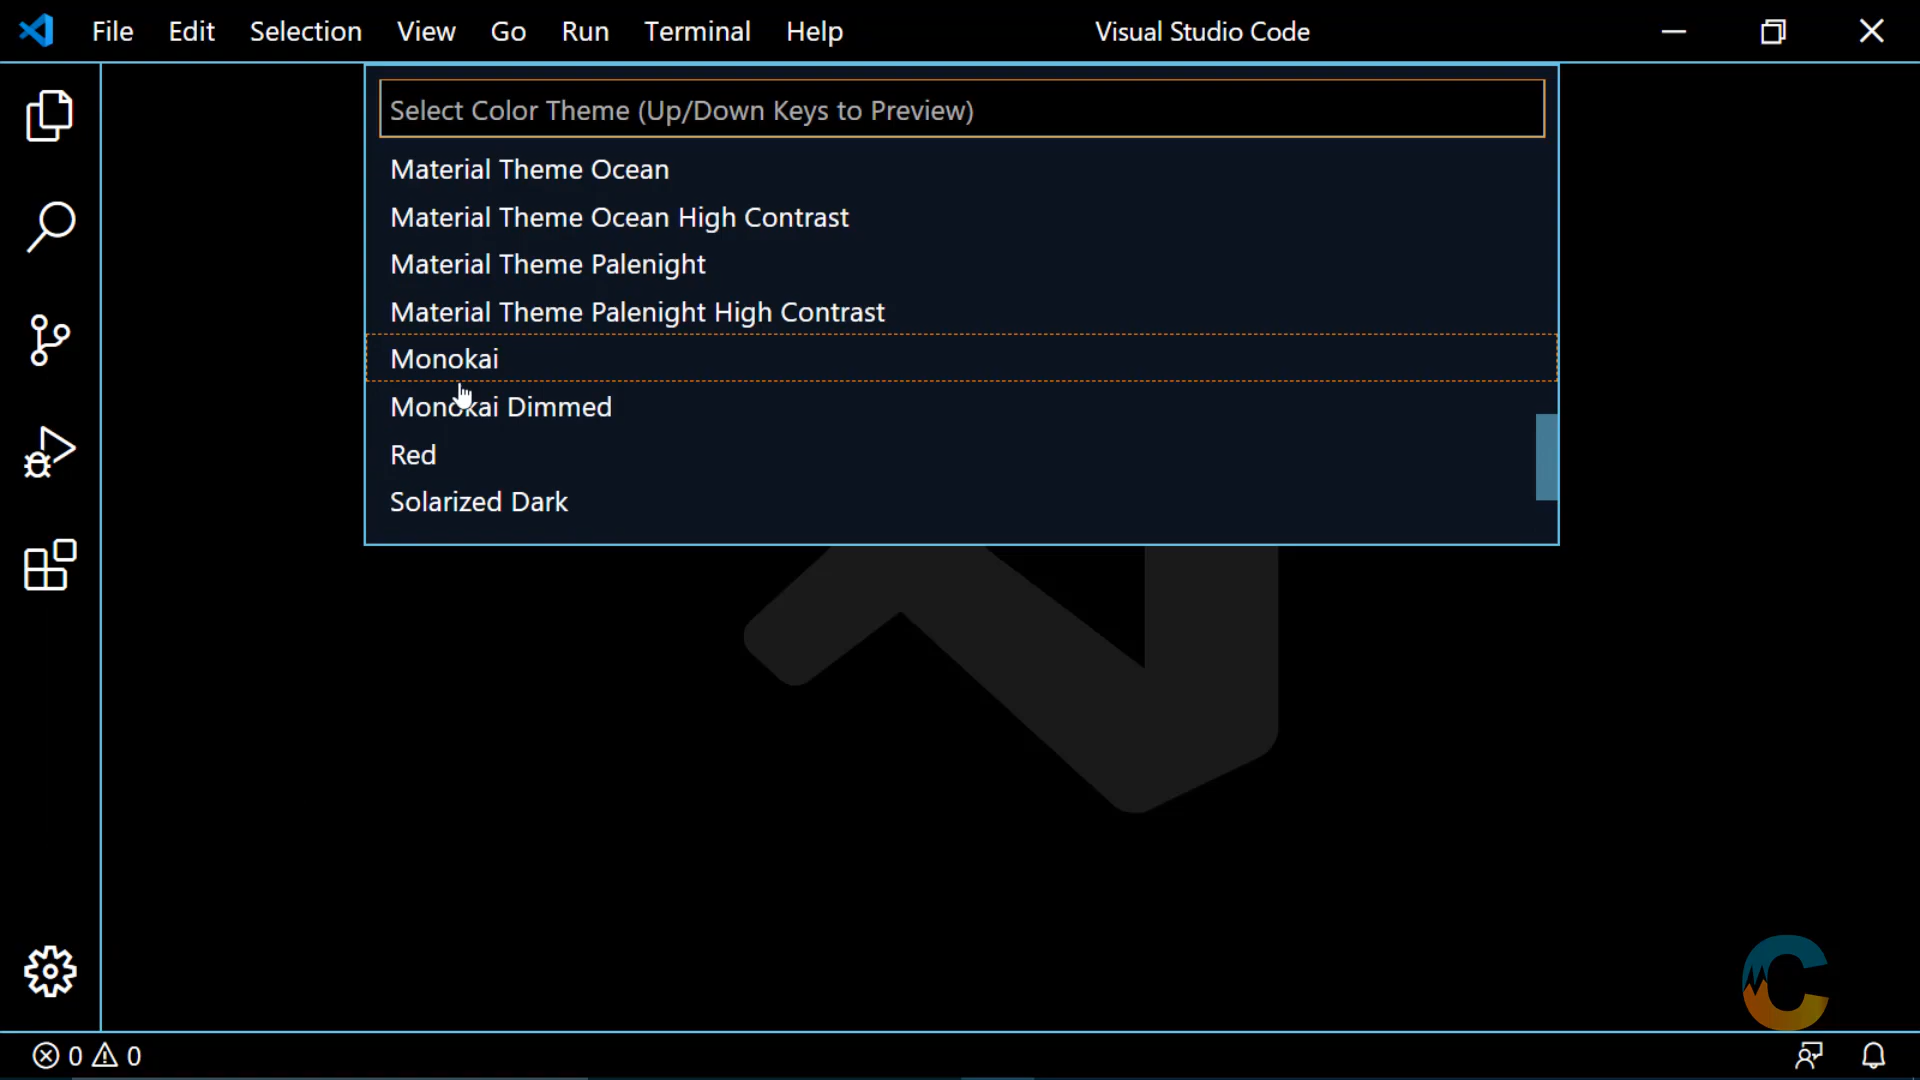 File Edit Selection View Go Run Terminal Help Visual Studio Code
Select Color Theme (Up/Down Keys to Preview)
Material Theme Ocean
Material Theme Ocean High Contrast
Material Theme Palenight
Material Theme Palenight High Contrast
Monokai
Monokai Dimmed
Red
Solarized Dark
C
0 0